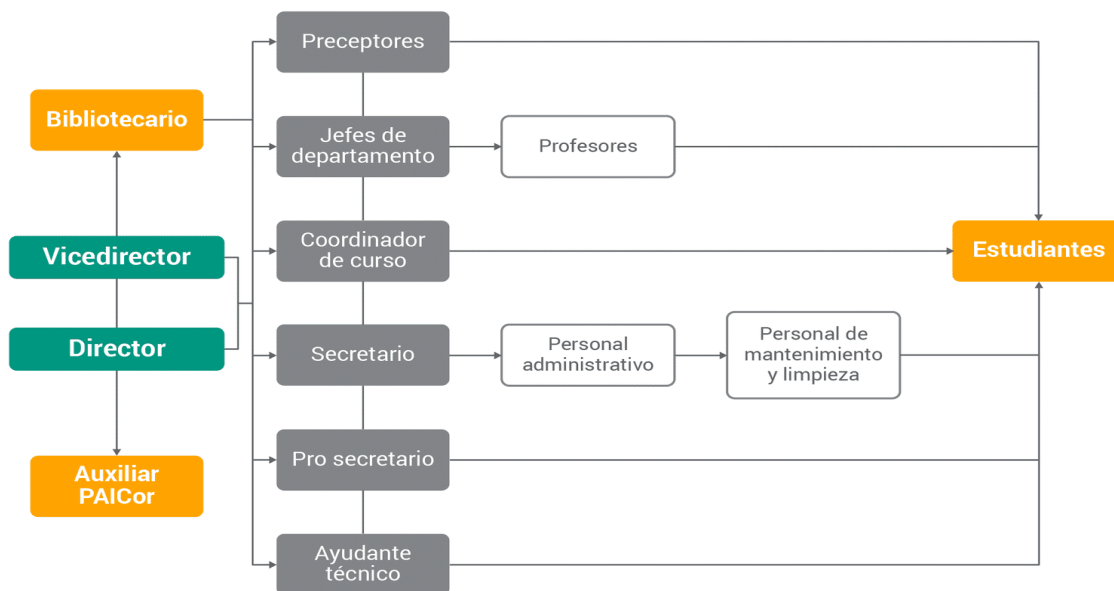 Preceptores
Bibliotecario
Jefes de
departamento
Profesores
Vicedirector
Coordinador
de curso
Estudiantes
Director
Secretario
Personal
administrativo
Personal de
mantenimiento
y limpieza
Auxiliar
PAICor
Pro secretario
Ayudante
técnico